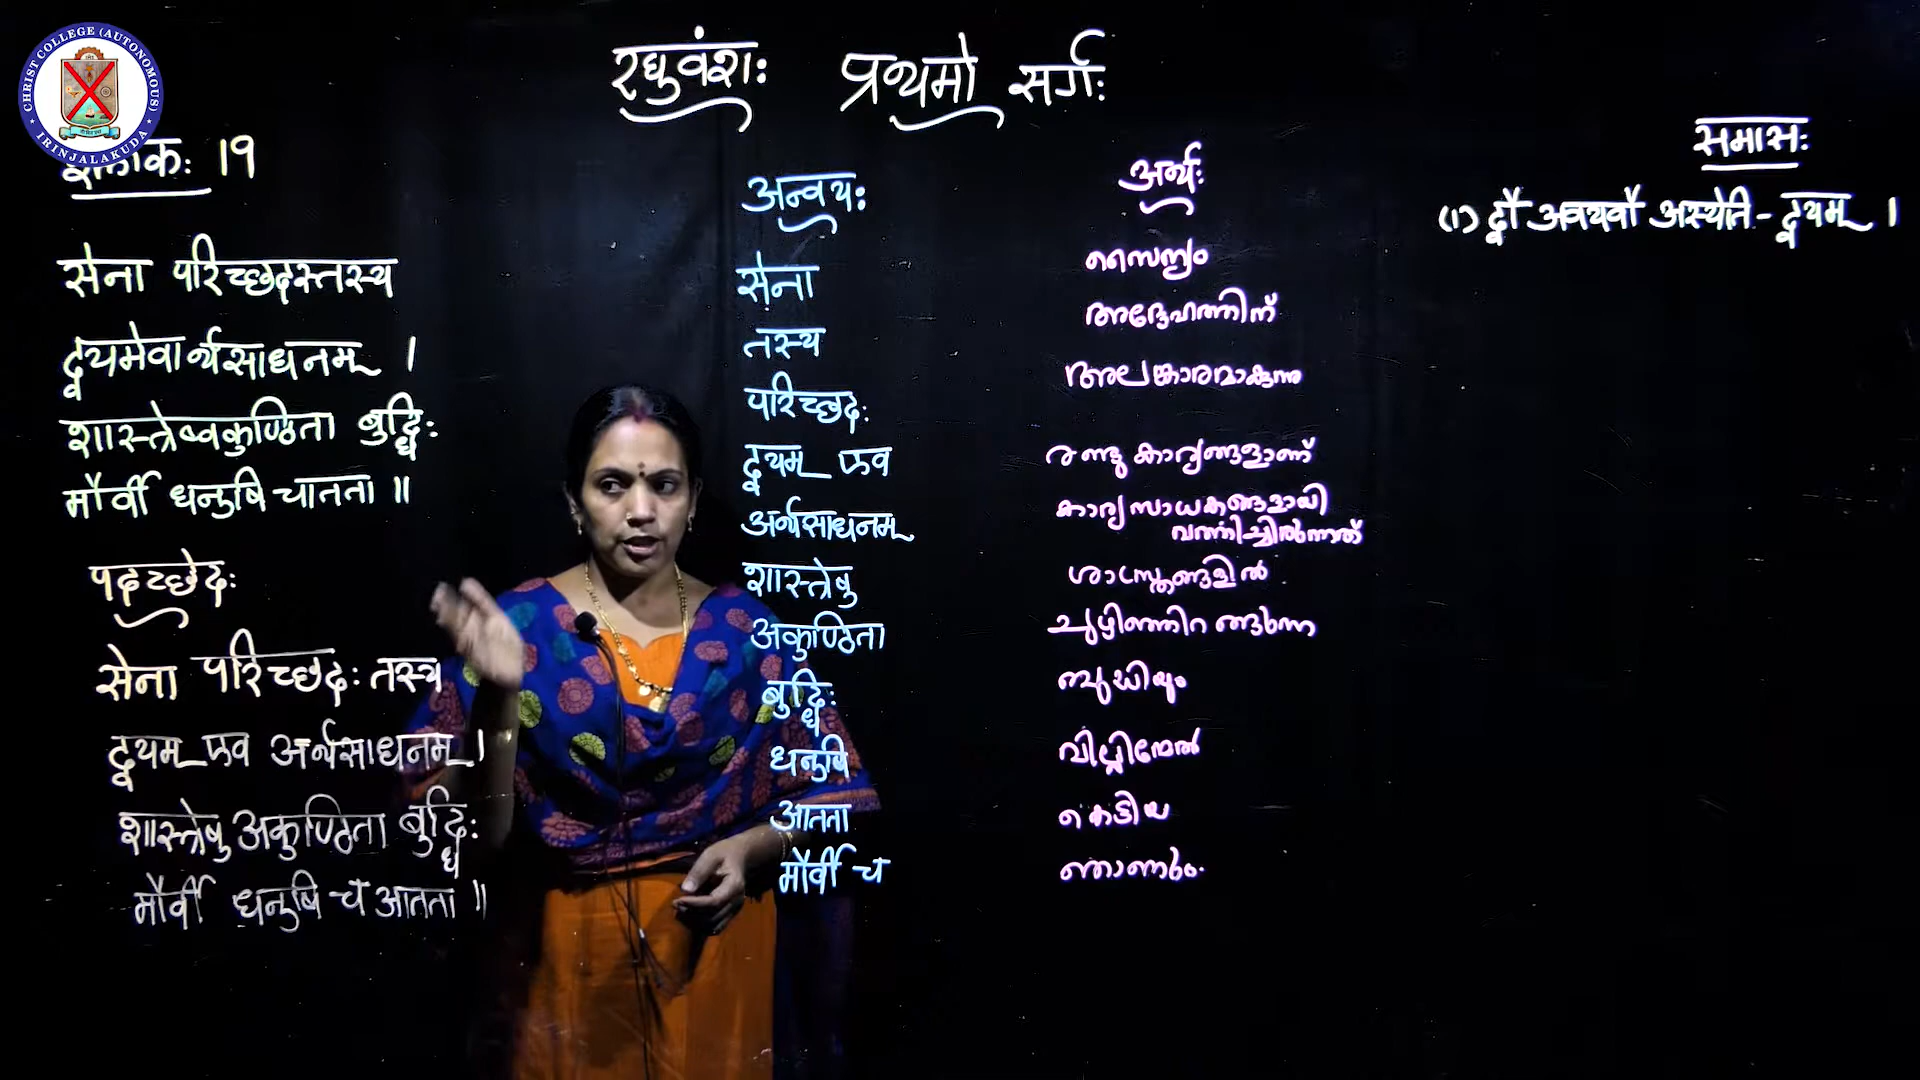 CHRIST COLLEGE (AUTONOMOUS)
IRINJALAKUDA
रघुवंशः प्रथमो सर्गः
श्लोकः 19
सेना परिच्छदस्तस्य
द्वयमेवार्थसाधनम् ।
शास्त्रेष्वकुण्ठिता बुद्धिः
मौर्वी धनुषि चातता ॥
पदच्छेदः
सेना परिच्छदः तस्य
द्वयम् एव अर्थसाधनम् ।
शास्त्रेषु अकुण्ठिता बुद्धिः
मौर्वी धनुषि च आतता ॥
अन्वयः
सेना
तस्य
परिच्छदः
द्वयम् एव
अर्थसाधनम्
शास्त्रेषु
अकुण्ठिता
बुद्धिः
धनुषि
आतता
मौर्वी च
अर्थः
സൈന്യം
അദ്ദേഹത്തിന്
അലങ്കാരമാകുന്നു
രണ്ടു കാര്യങ്ങളാണ്
കാര്യസാധകങ്ങളായി
വർണിച്ചിരുന്നത്
ശാസ്ത്രങ്ങളിൽ
ചുഴിഞ്ഞിറങ്ങുന്ന
ബുദ്ധിയും
വില്ലിന്മേൽ
കെട്ടിയ
ഞാണും.
समासः
(1) द्वौ अवयवौ अस्येति - द्वयम् ।